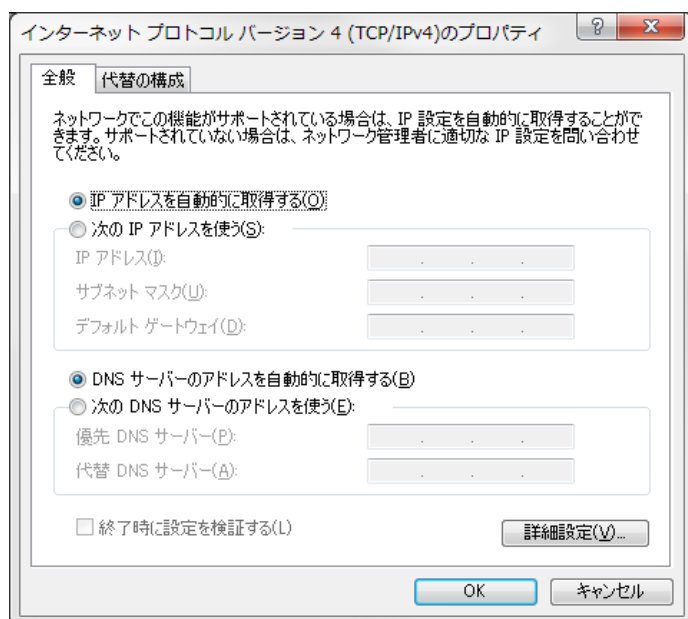 インターネット プロトコル バージョン 4 (TCP/IPv4)のプロパティ
全般
代替の構成
ネットワークでこの機能がサポートされている場合は、IP 設定を自動的に取得することがで
きます。サポートされていない場合は、ネットワーク管理者に適切な IP 設定を問い合わせ
てください。
IP アドレスを自動的に取得する(O)
次の IP アドレスを使う(S):
IP アドレス(I):
サブネット マスク(U):
デフォルト ゲートウェイ(D):
DNS サーバーのアドレスを自動的に取得する(B)
次の DNS サーバーのアドレスを使う(E):
優先 DNS サーバー(P):
代替 DNS サーバー(A):
終了時に設定を検証する(L)
詳細設定(V)...
OK
キャンセル